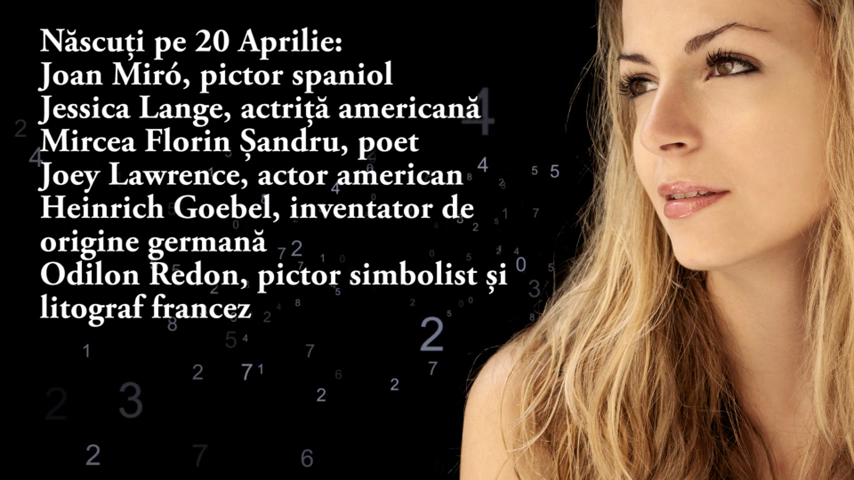 Născuți pe 20 Aprilie:
Joan Miró, pictor spaniol
Jessica Lange, actriță americană
Mircea Florin Șandru, poet
Joey Lawrence, actor american
Heinrich Goebel, inventator de
origine germană
Odilon Redon, pictor simbolist și
litograf francez